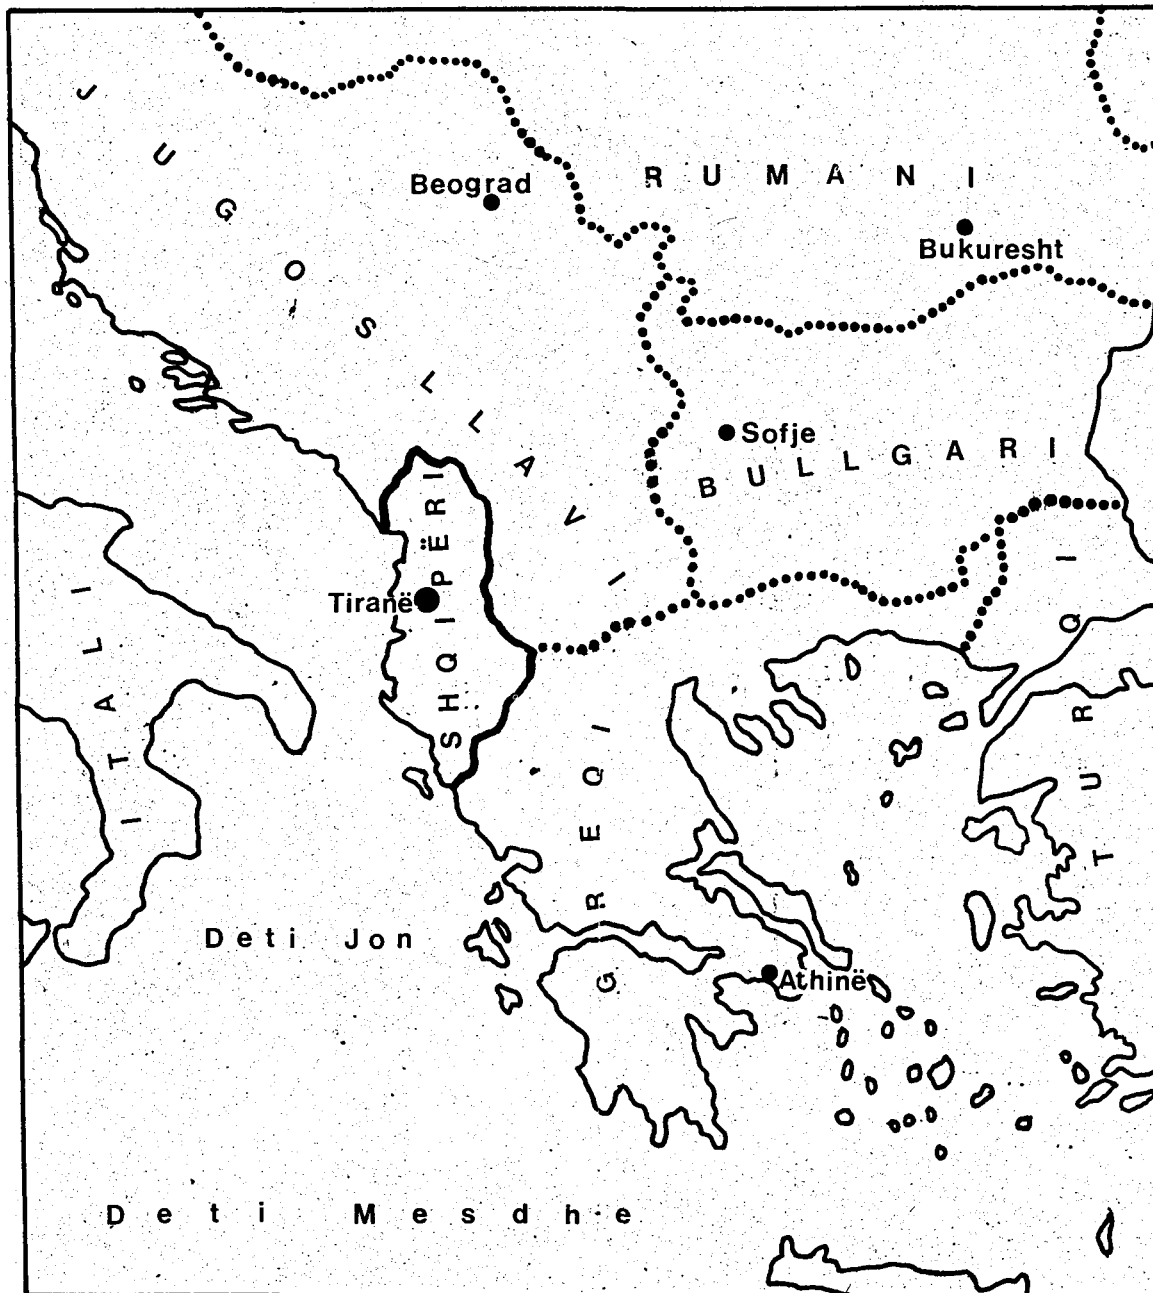 JUGOSLLAVI
Beograd
RUMANI
Bukuresht
Sofje
BULLGARI
SHQIPËRI
Tiranë
ITALI
GREQI
TURQI
Deti Jon
Athinë
Deti Mesdhe